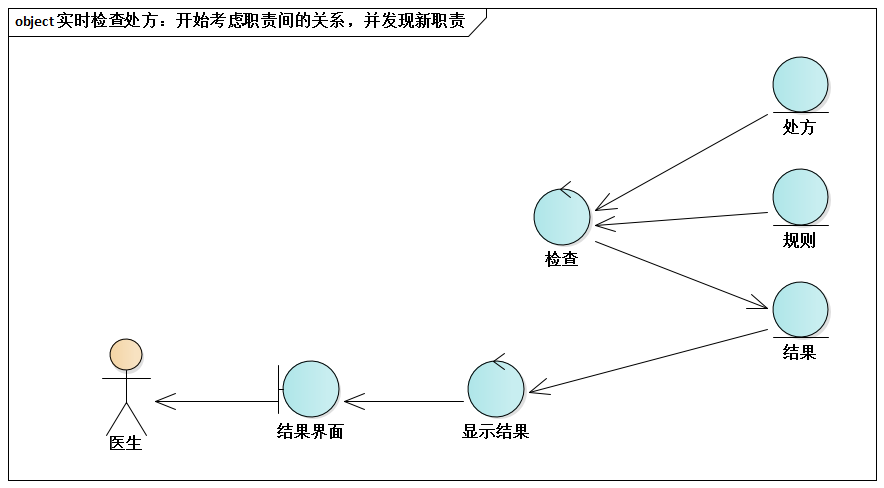 object 实时检查处方：开始考虑职责间的关系，并发现新职责
处方
规则
检查
结果
医生
结果界面
显示结果